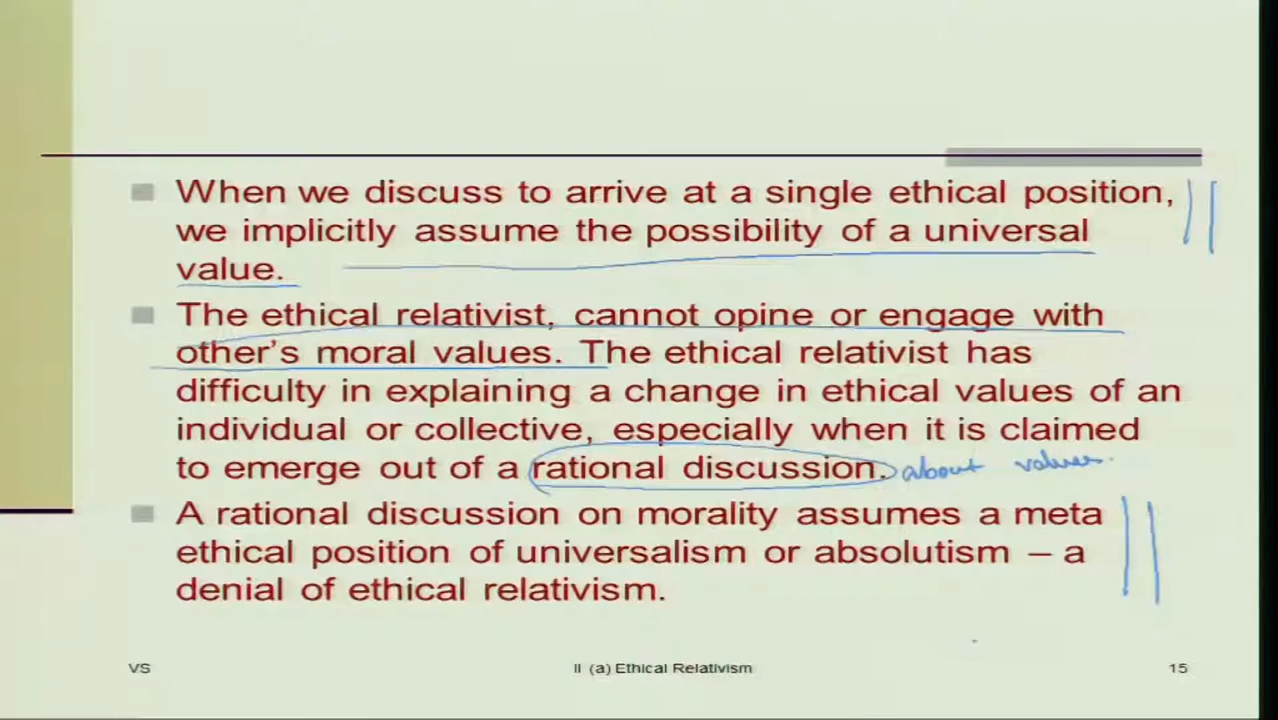 When we discuss to arrive at a single ethical position,
we implicitly assume the possibility of a universal
value.
The ethical relativist, cannot opine or engage with
other's moral values. The ethical relativist has
difficulty in explaining a change in ethical values of an
individual or collective, especially when it is claimed
to emerge out of a rational discussion. about values.
A rational discussion on morality assumes a meta
ethical position of universalism or absolutism – a
denial of ethical relativism.
VS II (a) Ethical Relativism 15